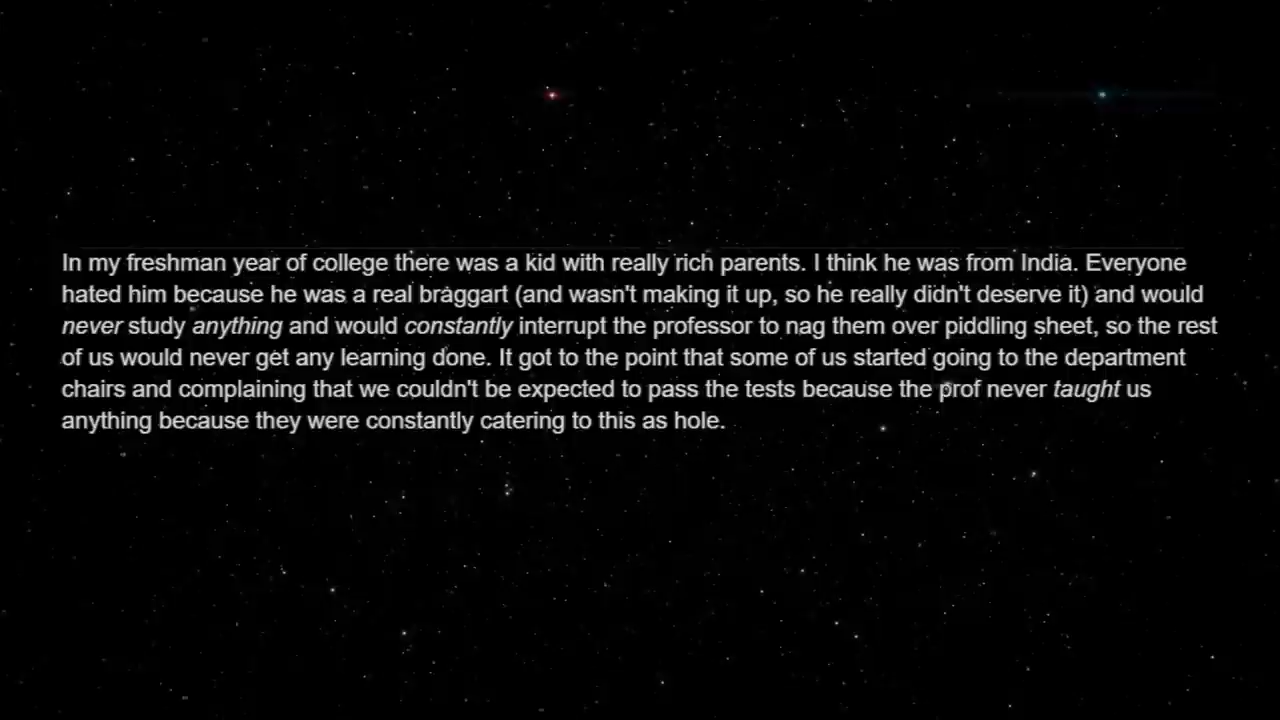 In my freshman year of college there was a kid with really rich parents. I think he was from India. Everyone
hated him because he was a real braggart (and wasn't making it up, so he really didn't deserve it) and would
never study anything and would constantly interrupt the professor to nag them over piddling sheet, so the rest
of us would never get any learning done. It got to the point that some of us started going to the department
chairs and complaining that we couldn't be expected to pass the tests because the prof never taught us
anything because they were constantly catering to this as hole.